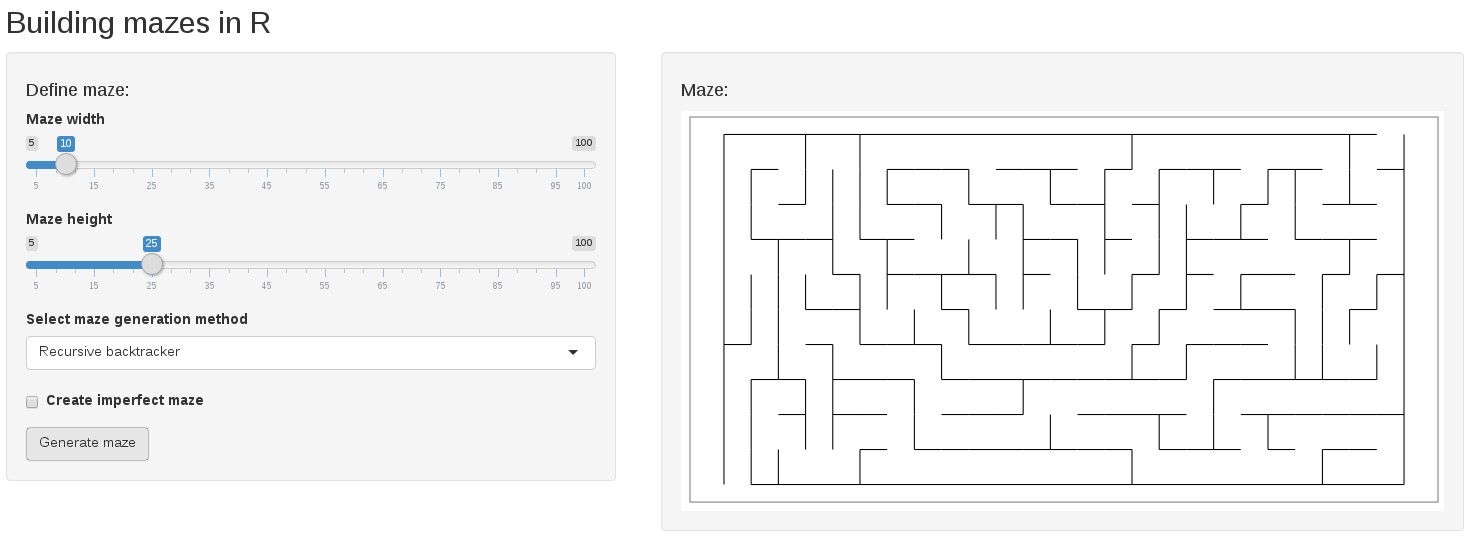 Building mazes in R
Define maze:
Maze width
5 10 100
5 15 25 35 45 55 65 75 85 95 100
Maze height
5 25 100
5 15 25 35 45 55 65 75 85 95 100
Select maze generation method
Recursive backtracker
Create imperfect maze
Generate maze
Maze: